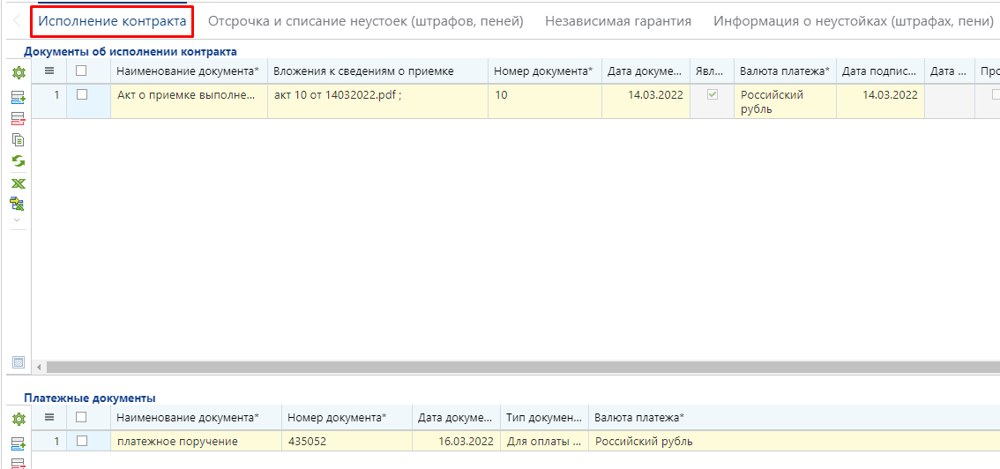 Исполнение контракта Отсрочка и списание неустоек (штрафов, пеней) Независимая гарантия Информация о неустойках (штрафах, пени)
Документы об исполнении контракта
Наименование документа* Вложения к сведениям о приемке Номер документа* Дата докуме... Явл... Валюта платежа* Дата подпис... Дата ... Про
1 Акт о приемке выполне... акт 10 от 14032022.pdf ; 10 14.03.2022 Российский рубль 14.03.2022
Платежные документы
Наименование документа* Номер документа* Дата докуме... Тип докумен... Валюта платежа*
1 платежное поручение 435052 16.03.2022 Для оплаты ... Российский рубль